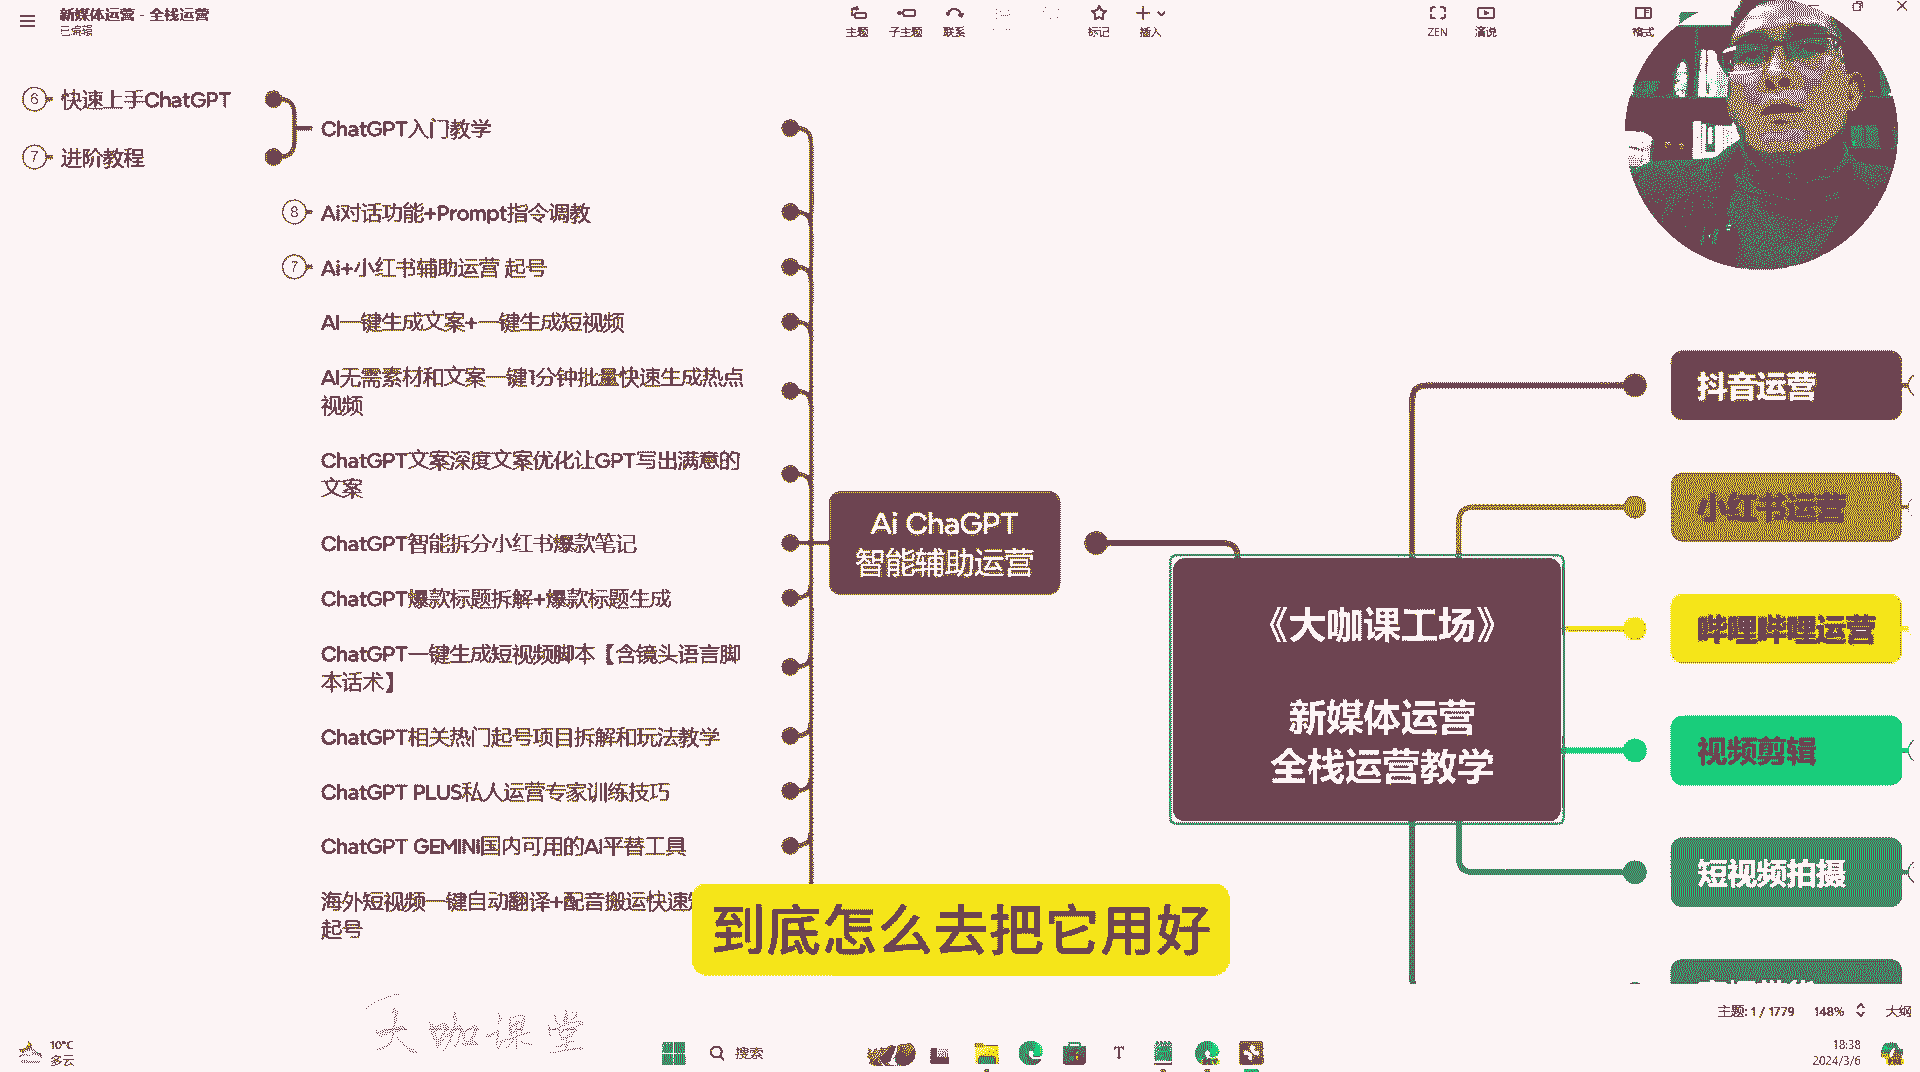 新媒体运营 - 全栈运营
已编辑
主题
子主题
联系
标记
插入
ZEN
演说
格式
6 快速上手ChatGPT
7 进阶教程
ChatGPT入门教学
8 Ai对话功能+Prompt指令调教
7 Ai+小红书辅助运营 起号
AI一键生成文案+一键生成短视频
AI无需素材和文案一键1分钟批量快速生成热点
视频
ChatGPT文案深度文案优化让GPT写出满意的
文案
ChatGPT智能拆分小红书爆款笔记
ChatGPT爆款标题拆解+爆款标题生成
ChatGPT一键生成短视频脚本【含镜头语言脚
本话术】
ChatGPT相关热门起号项目拆解和玩法教学
ChatGPT PLUS私人运营专家训练技巧
ChatGPT GEMINI国内可用的AI平替工具
海外短视频一键自动翻译+配音搬运快速
起号
Ai ChaGPT
智能辅助运营
《大咖课工场》
新媒体运营
全栈运营教学
抖音运营
小红书运营
哔哩哔哩运营
视频剪辑
短视频拍摄
到底怎么去把它用好
大咖课堂
主题: 1 / 1779
148%
大纲
10°C
多云
搜索
18:38
2024/3/6